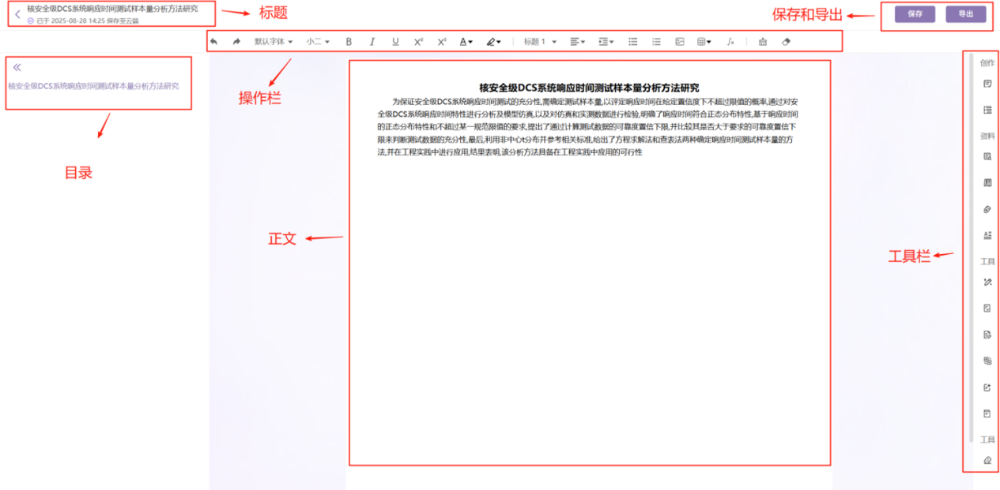 核安全级DCS系统响应时间测试样本量分析方法研究
已于 2025-08-28 14:25 保存至云端
标题
保存和导出
保存
导出
默认字体
小二
B
I
U
X²
X²
A
标题 1
操作栏
核安全级DCS系统响应时间测试样本量分析方法研究
目录
核安全级DCS系统响应时间测试样本量分析方法研究
为保证安全级DCS系统响应时间测试的充分性,需确定测试样本量,以评定响应时间在给定置信度下不超过限值的概率,通过对安
全级DCS系统响应时间特性进行分析及模型仿真,以及对仿真和实测数据进行检验,明确了响应时间符合正态分布特性,基于响应时间
的正态分布特性和不超过某一规范限值的要求,提出了通过计算测试数据的可靠度置信下限,并比较其是否大于要求的可靠度置信下
限来判断测试数据的充分性,最后,利用非中心t分布并参考相关标准,给出了方程求解法和查表法两种确定响应时间测试样本量的方
法,并在工程实践中进行应用,结果表明,该分析方法具备在工程实践中应用的可行性
正文
创作
资料
工具
工具
工具栏